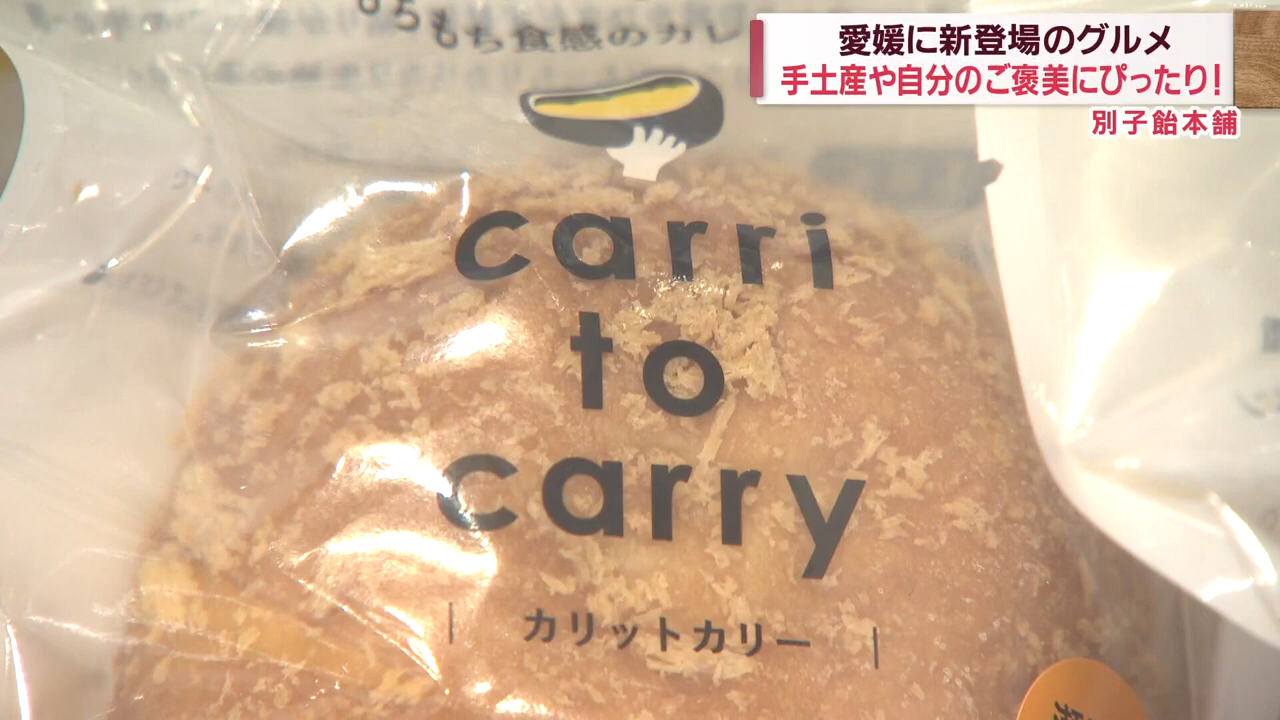 もちもち食感のカレ
愛媛に新登場のグルメ
手土産や自分のご褒美にぴったり!
別子飴本舗
carri
to
carry
カリットカリー